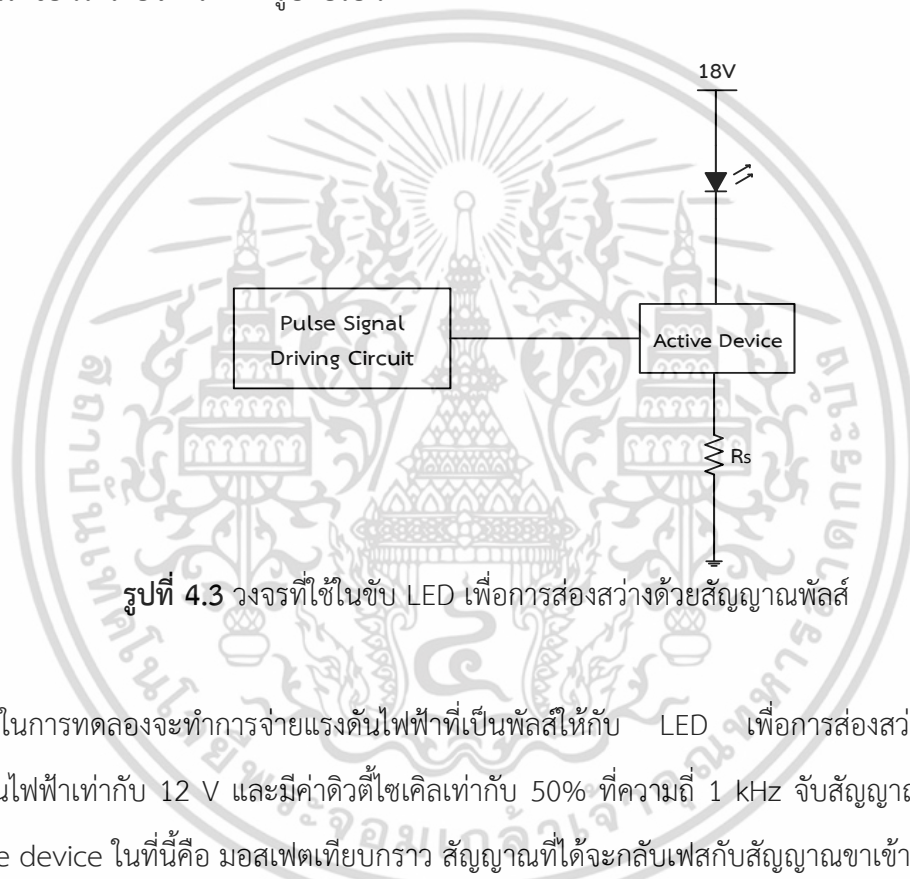 18V
Pulse Signal
Driving Circuit
Active Device
Rs
รูปที่ 4.3 วงจรที่ใช้ในขับ LED เพื่อการส่องสว่างด้วยสัญญาณพัลส์
ในการทดลองจะทำการจ่ายแรงดันไฟฟ้าที่เป็นพัลส์ให้กับ LED เพื่อการส่องสว่
นไฟฟ้าเท่ากับ 12 V และมีค่าดิวตี้ไซเคิลเท่ากับ 50% ที่ความถี่ 1 kHz จับสัญญาณ
e device ในที่นี้คือ มอสเฟตเทียบกราว สัญญาณที่ได้จะกลับเฟสกับสัญญาณขาเข้า